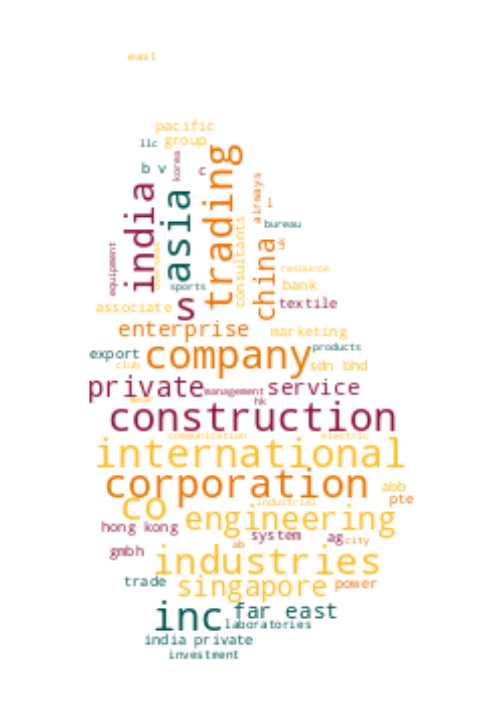 east
pacific
llc group
b v korea c
india asia trading airways l
bureau
consultants china
equipment resource
sports bank
associate s textile
enterprise marketing
export company products
club sdn bhd
private management service
hk
construction
communication electric
international
corporation abb
co industrial pte
engineering
hong kong system ag city
gmbh ab
industries
trade singapore power
inc far east
laboratories
india private
investment